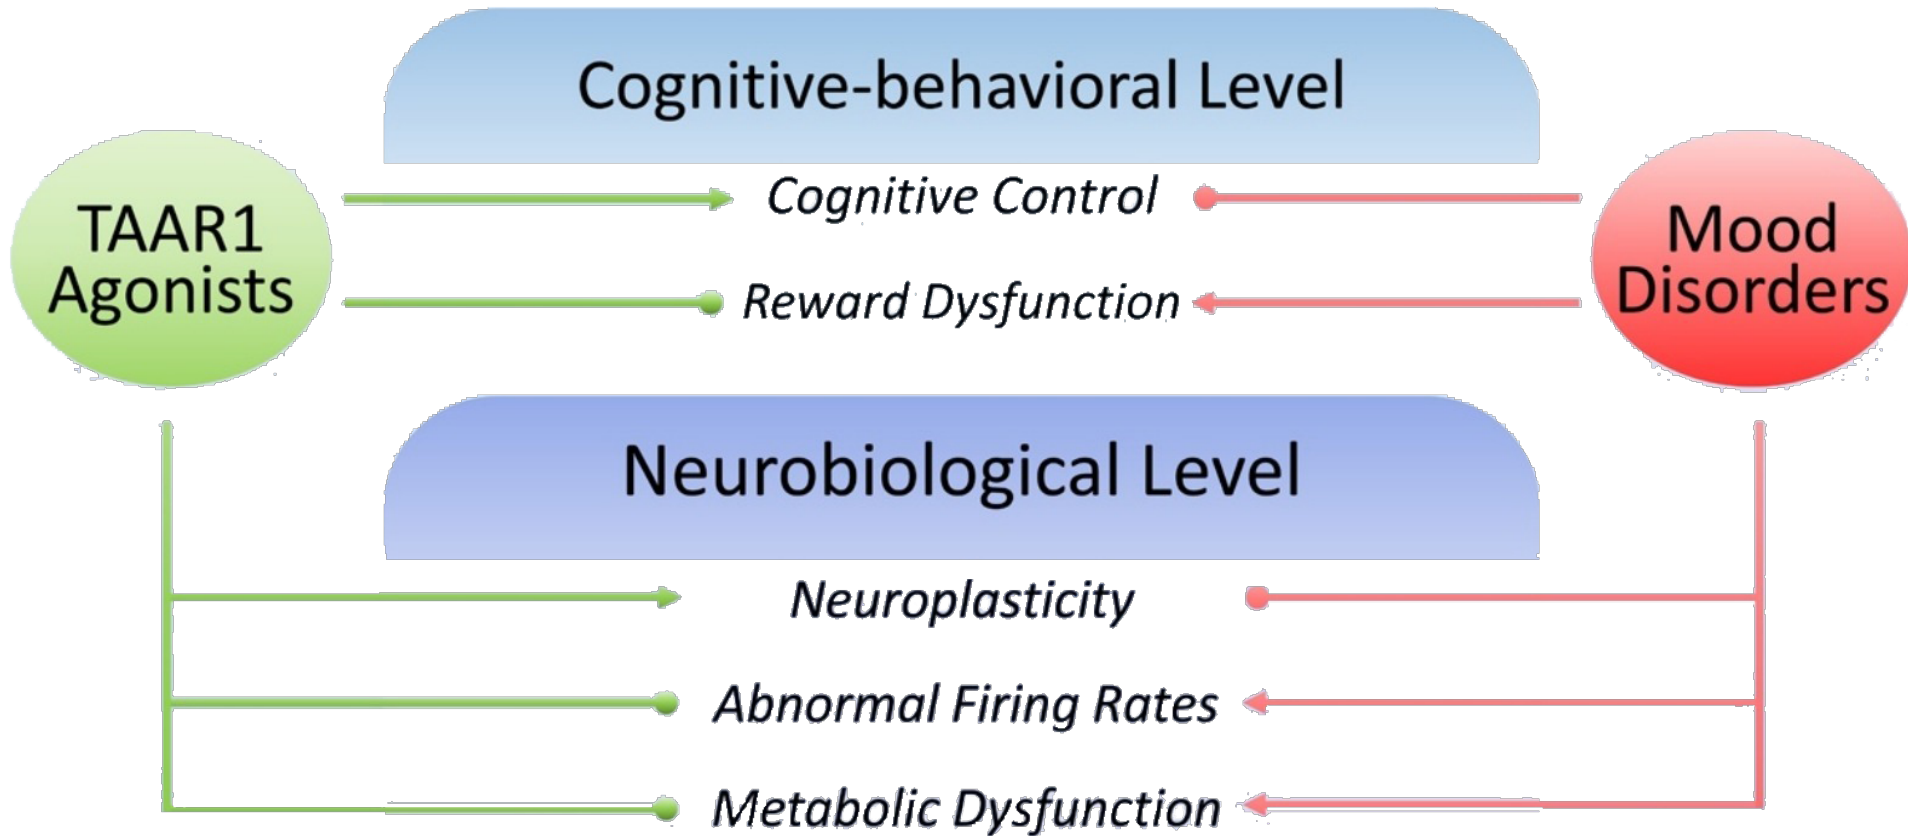 Cognitive-behavioral Level
TAAR1
Agonists
Cognitive Control
Reward Dysfunction
Mood
Disorders
Neurobiological Level
Neuroplasticity
Abnormal Firing Rates
Metabolic Dysfunction